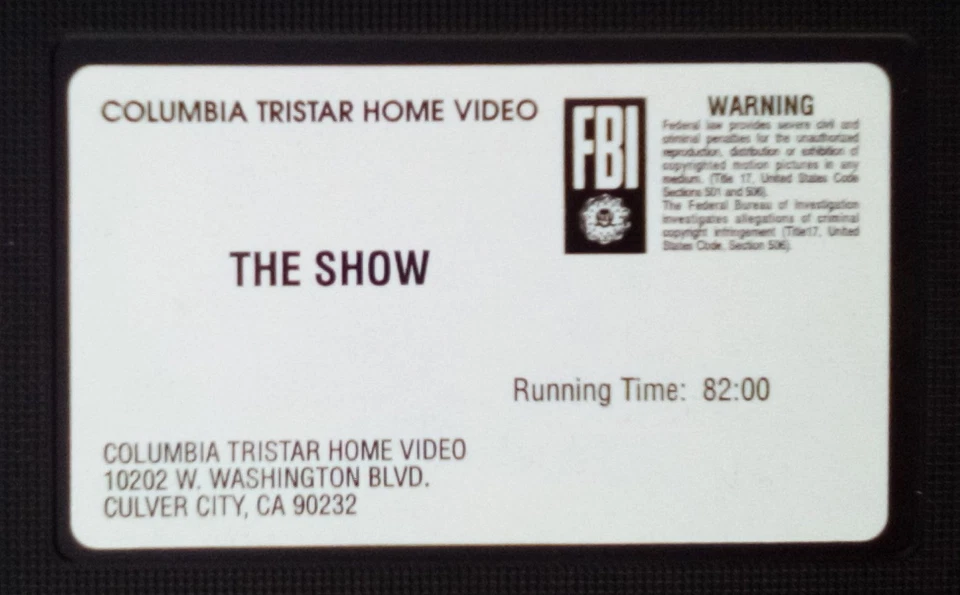 COLUMBIA TRISTAR HOME VIDEO
FBI
WARNING
Federal law provides severe civil and
criminal penalties for the unauthorized
reproduction, distribution or exhibition of
copyrighted motion pictures in any
medium. (Title 17, United States Code
Sections 501 and 506).
The Federal Bureau of Investigation
investigates allegations of criminal
copyright infringement (Title17, United
States Code, Section 506).
THE SHOW
Running Time: 82:00
COLUMBIA TRISTAR HOME VIDEO
10202 W. WASHINGTON BLVD.
CULVER CITY, CA 90232